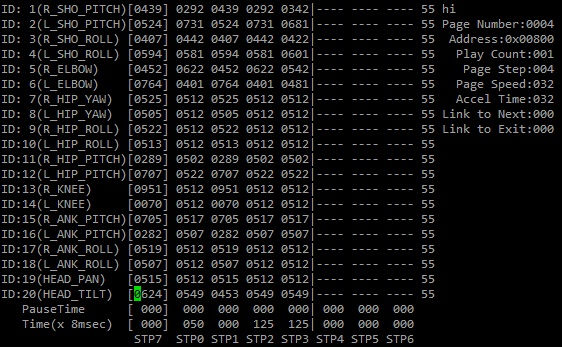 ID: 1(R_SHO_PITCH)[0439] 0292 0439 0292 0342|---- ---- ---- 55 hi
ID: 2(L_SHO_PITCH)[0524] 0731 0524 0731 0681|---- ---- ---- 55 Page Number:0004
ID: 3(R_SHO_ROLL) [0407] 0442 0407 0442 0422|---- ---- ---- 55 Address:0x00800
ID: 4(L_SHO_ROLL) [0594] 0581 0594 0581 0601|---- ---- ---- 55 Play Count:001
ID: 5(R_ELBOW) [0452] 0622 0452 0622 0542|---- ---- ---- 55 Page Step:004
ID: 6(L_ELBOW) [0764] 0401 0764 0401 0481|---- ---- ---- 55 Page Speed:032
ID: 7(R_HIP_YAW) [0525] 0512 0525 0512 0512|---- ---- ---- 55 Accel Time:032
ID: 8(L_HIP_YAW) [0505] 0512 0505 0512 0512|---- ---- ---- 55 Link to Next:000
ID: 9(R_HIP_ROLL) [0522] 0512 0522 0512 0512|---- ---- ---- 55 Link to Exit:000
ID:10(L_HIP_ROLL) [0513] 0512 0513 0512 0512|---- ---- ---- 55
ID:11(R_HIP_PITCH)[0289] 0502 0289 0502 0502|---- ---- ---- 55
ID:12(L_HIP_PITCH)[0707] 0522 0707 0522 0522|---- ---- ---- 55
ID:13(R_KNEE) [0951] 0512 0951 0512 0512|---- ---- ---- 55
ID:14(L_KNEE) [0070] 0512 0070 0512 0512|---- ---- ---- 55
ID:15(R_ANK_PITCH)[0705] 0517 0705 0517 0517|---- ---- ---- 55
ID:16(L_ANK_PITCH)[0282] 0507 0282 0507 0507|---- ---- ---- 55
ID:17(R_ANK_ROLL) [0519] 0512 0519 0512 0512|---- ---- ---- 55
ID:18(L_ANK_ROLL) [0507] 0512 0507 0512 0512|---- ---- ---- 55
ID:19(HEAD_PAN) [0515] 0512 0515 0512 0512|---- ---- ---- 55
ID:20(HEAD_TILT) [0624] 0549 0453 0549 0549|---- ---- ---- 55
PauseTime [ 000] 000 000 000 000| 000 000 000
Time(x 8msec) [ 000] 050 000 125 125| 000 000 000
STP7 STP0 STP1 STP2 STP3 STP4 STP5 STP6